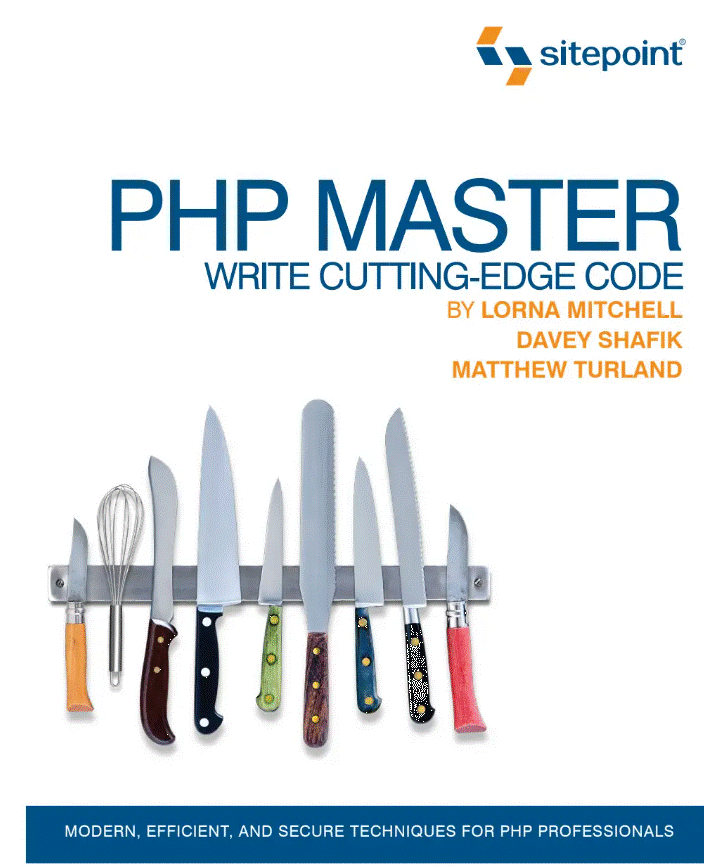 sitepoint®
PHP MASTER
WRITE CUTTING-EDGE CODE
BY LORNA MITCHELL
DAVEY SHAFIK
MATTHEW TURLAND
MODERN, EFFICIENT, AND SECURE TECHNIQUES FOR PHP PROFESSIONALS